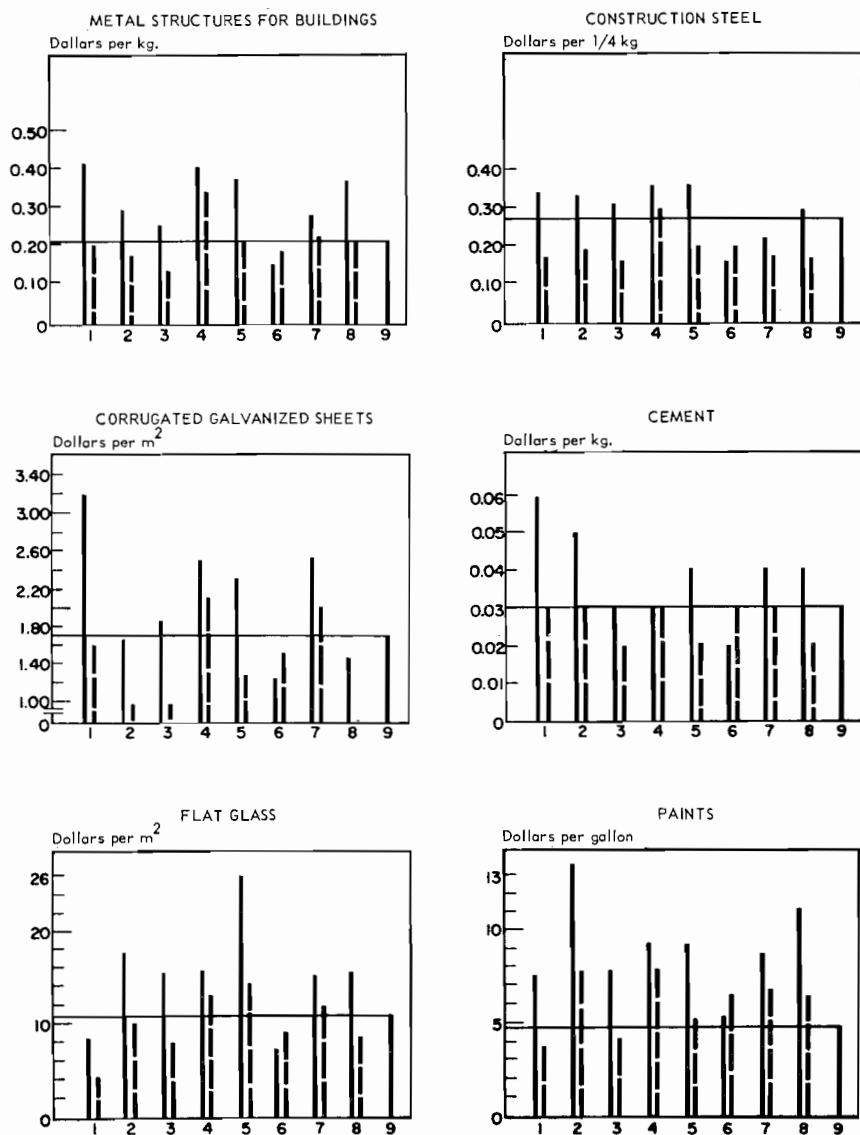 METAL STRUCTURES FOR BUILDINGS
Dollars per kg.
0.50
0.40
0.30
0.20
0.10
0
1 2 3 4 5 6 7 8 9
CONSTRUCTION STEEL
Dollars per 1/4 kg
0.40
0.30
0.20
0.10
0
1 2 3 4 5 6 7 8 9
CORRUGATED GALVANIZED SHEETS
Dollars per m²
3.40
3.00
2.60
2.20
1.80
1.40
1.00
0
1 2 3 4 5 6 7 8 9
CEMENT
Dollars per kg.
0.06
0.05
0.04
0.03
0.02
0.01
0
1 2 3 4 5 6 7 8 9
FLAT GLASS
Dollars per m²
26
20
10
0
1 2 3 4 5 6 7 8 9
PAINTS
Dollars per gallon
13
10
5
0
1 2 3 4 5 6 7 8 9